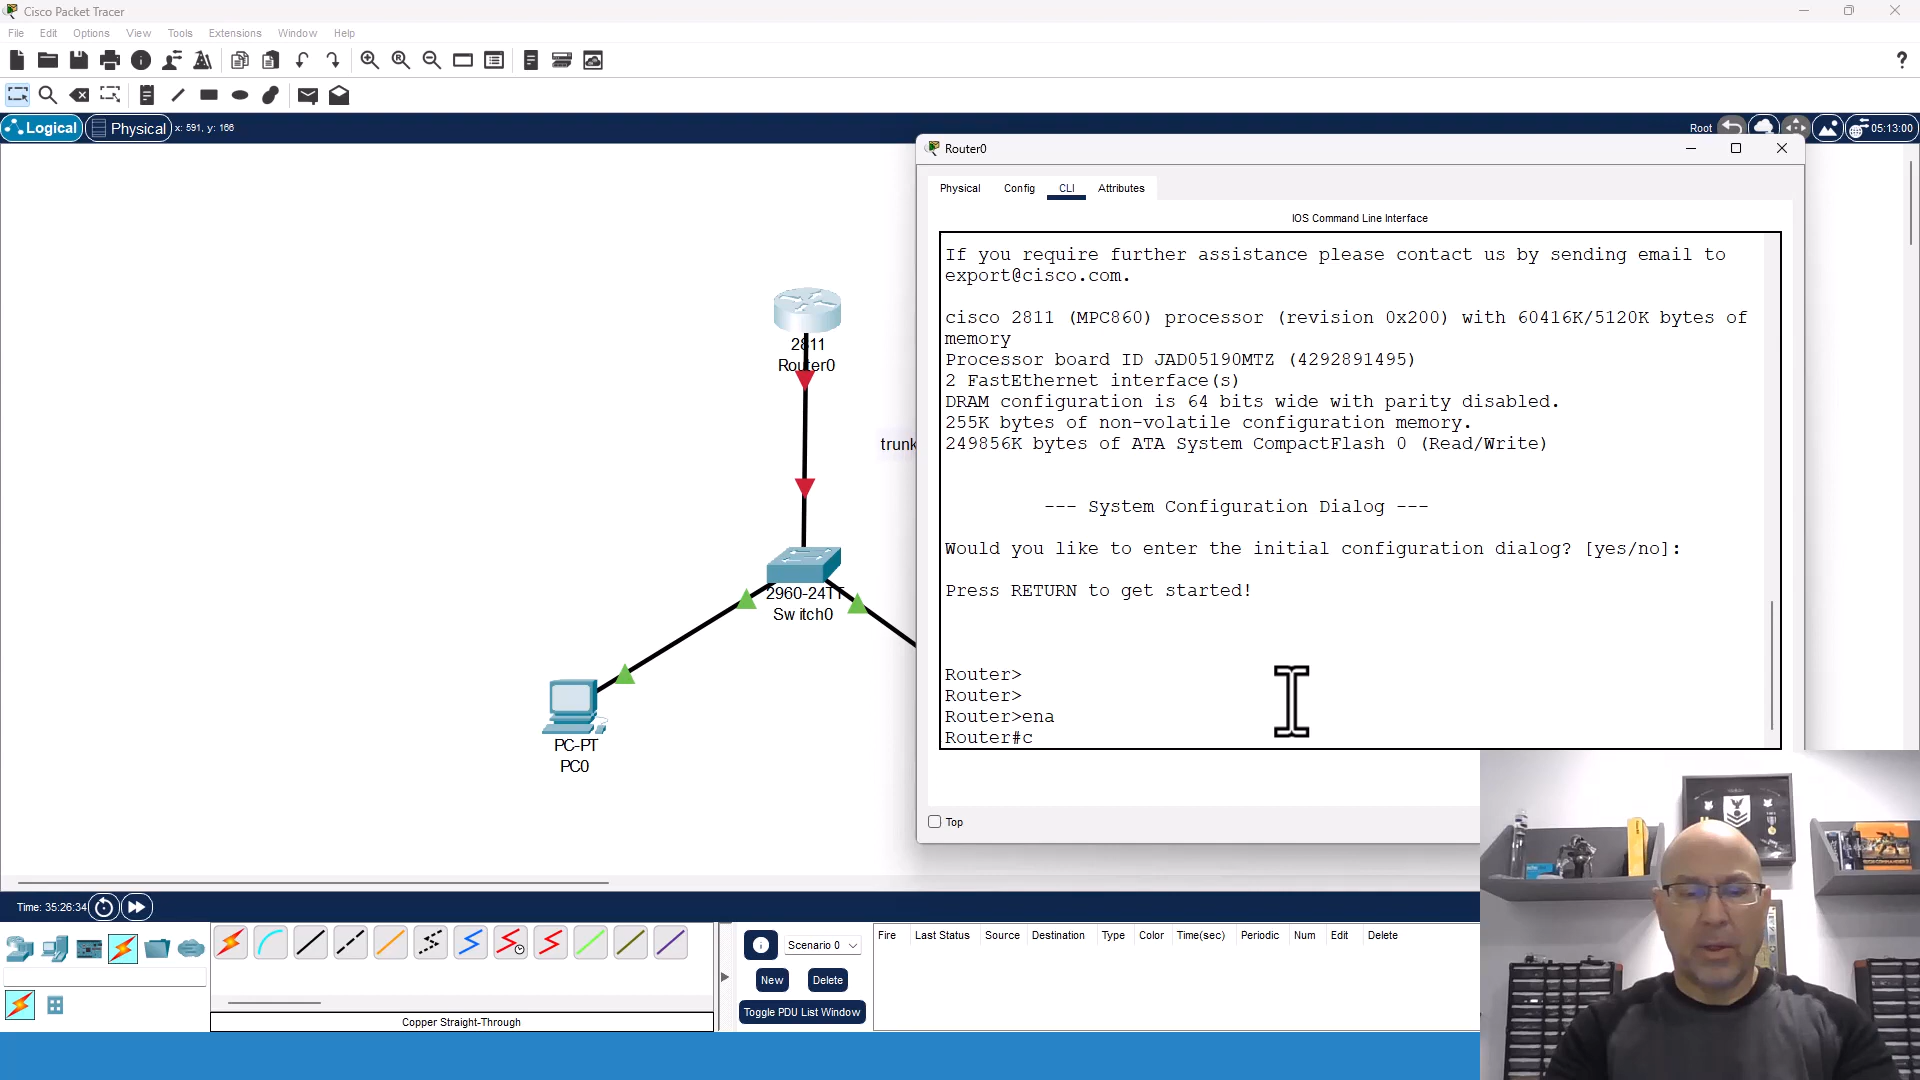 Cisco Packet Tracer
File Edit Options View Tools Extensions Window Help
Logical Physical x: 591, y: 166 Root 05:13:00
Router0
Physical Config CLI Attributes
IOS Command Line Interface
If you require further assistance please contact us by sending email to
export@cisco.com.
cisco 2811 (MPC860) processor (revision 0x200) with 60416K/5120K bytes of
memory
Processor board ID JAD05190MTZ (4292891495)
2 FastEthernet interface(s)
DRAM configuration is 64 bits wide with parity disabled.
255K bytes of non-volatile configuration memory.
249856K bytes of ATA System CompactFlash 0 (Read/Write)
--- System Configuration Dialog ---
Would you like to enter the initial configuration dialog? [yes/no]:
Press RETURN to get started!
Router>
Router>
Router>ena
Router#c
Top
2811
Router0
trunk
2960-24TT
Switch0
PC-PT
PC0
Time: 35:26:34
Scenario 0
New Delete
Toggle PDU List Window
Fire Last Status Source Destination Type Color Time(sec) Periodic Num Edit Delete
Copper Straight-Through